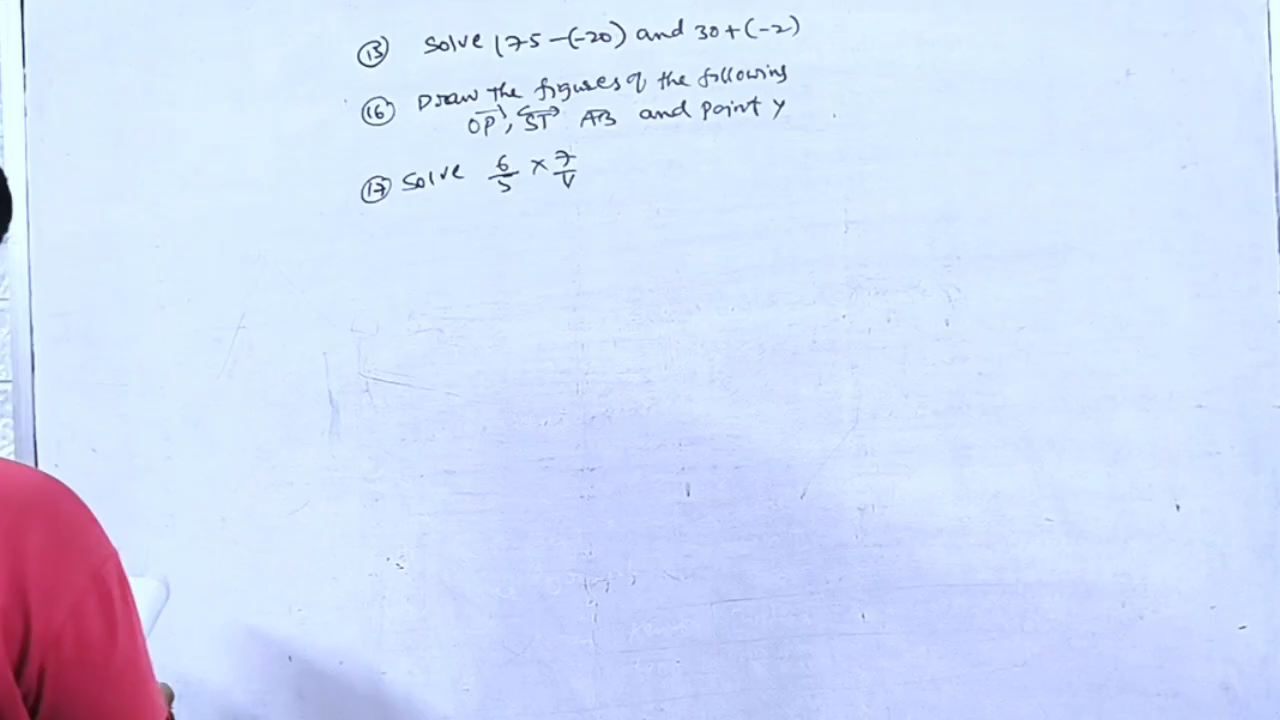 (15) Solve 175-(-20) and 30+(-2)
(16) Draw the figures of the following
OP, ST AB and point Y
(17) Solve 6/5 × 7/4